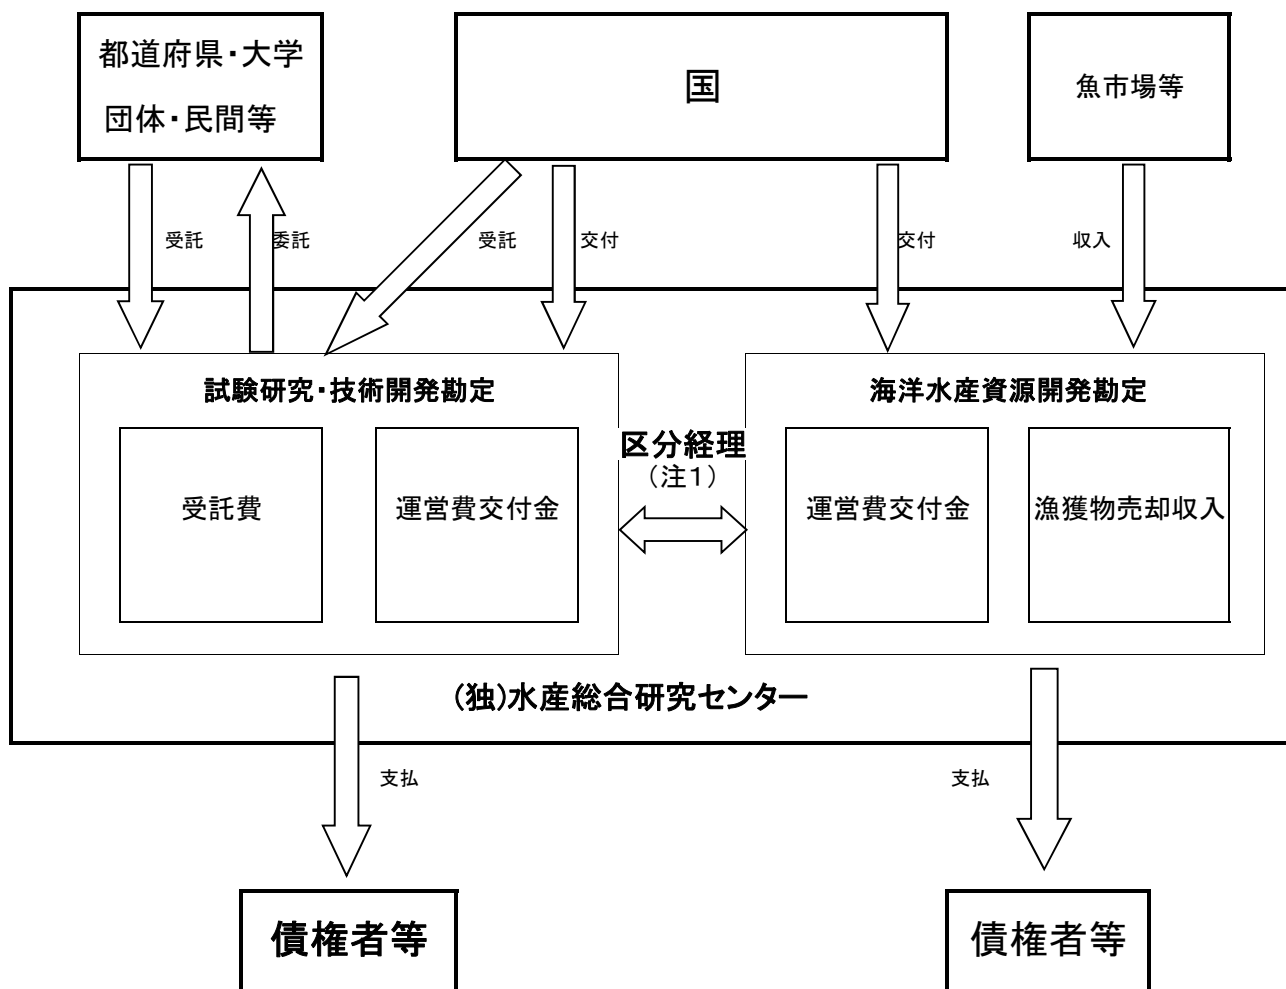 都道府県・大学
団体・民間等
国
魚市場等
受託
委託
受託
交付
交付
収入
試験研究・技術開発勘定
海洋水産資源開発勘定
区分経理
(注1)
受託費
運営費交付金
運営費交付金
漁獲物売却収入
(独)水産総合研究センター
支払
支払
債権者等
債権者等